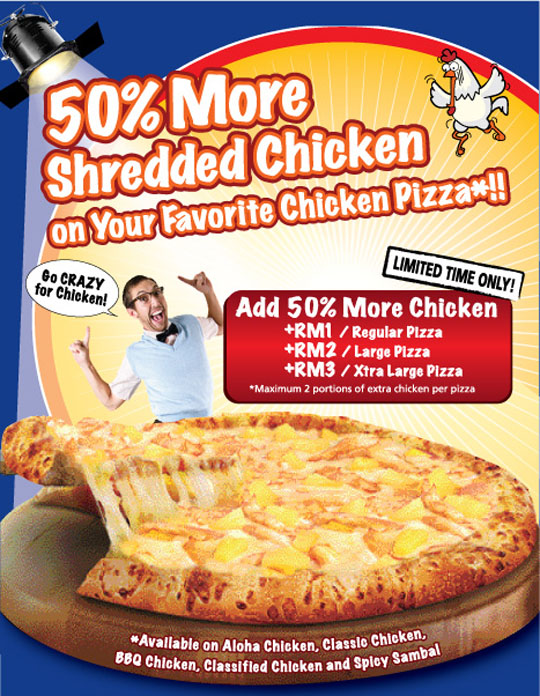 50% More
Shredded Chicken
on Your Favorite Chicken Pizza*!!
Go CRAZY
for Chicken!
LIMITED TIME ONLY!
Add 50% More Chicken
+RM1 / Regular Pizza
+RM2 / Large Pizza
+RM3 / Xtra Large Pizza
*Maximum 2 portions of extra chicken per pizza
*Available on Aloha Chicken, Classic Chicken,
BBQ Chicken, Classified Chicken and Spicy Sambal